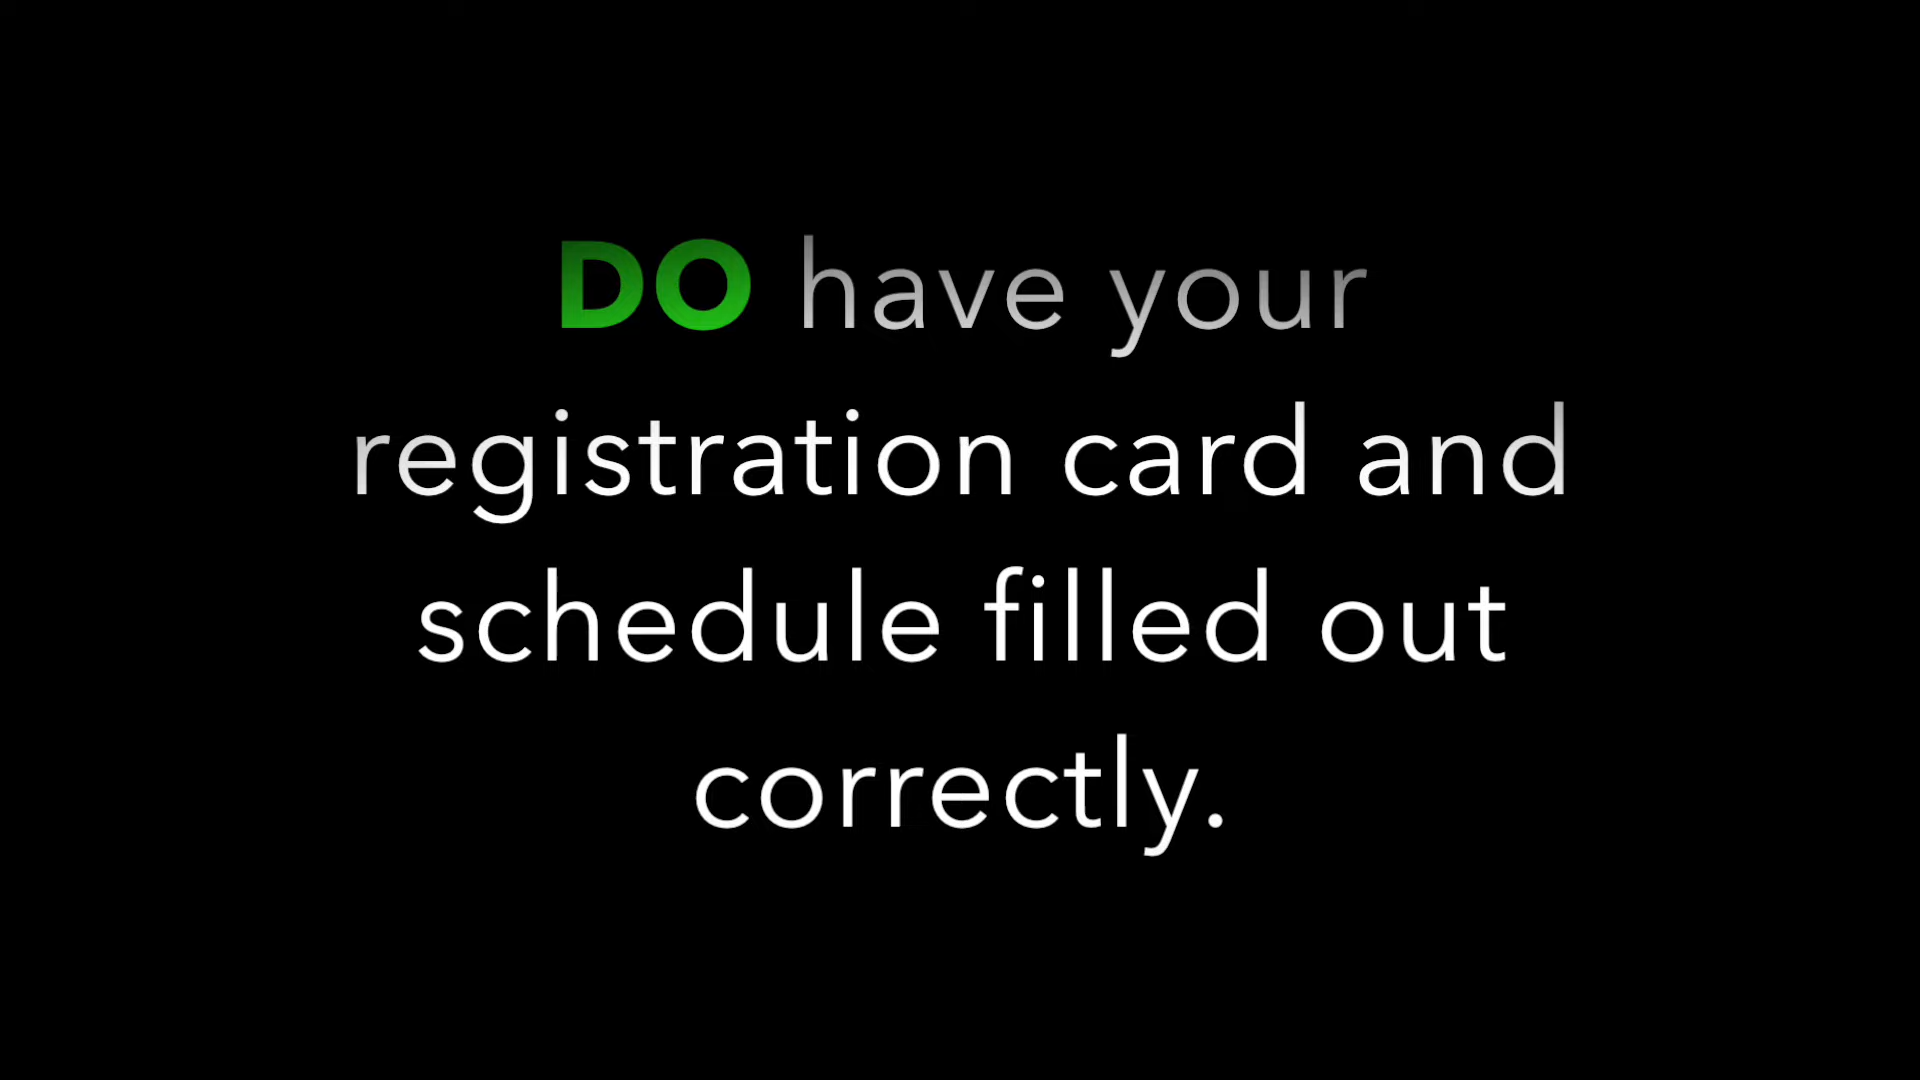 DO have your
registration card and
schedule filled out
correctly.